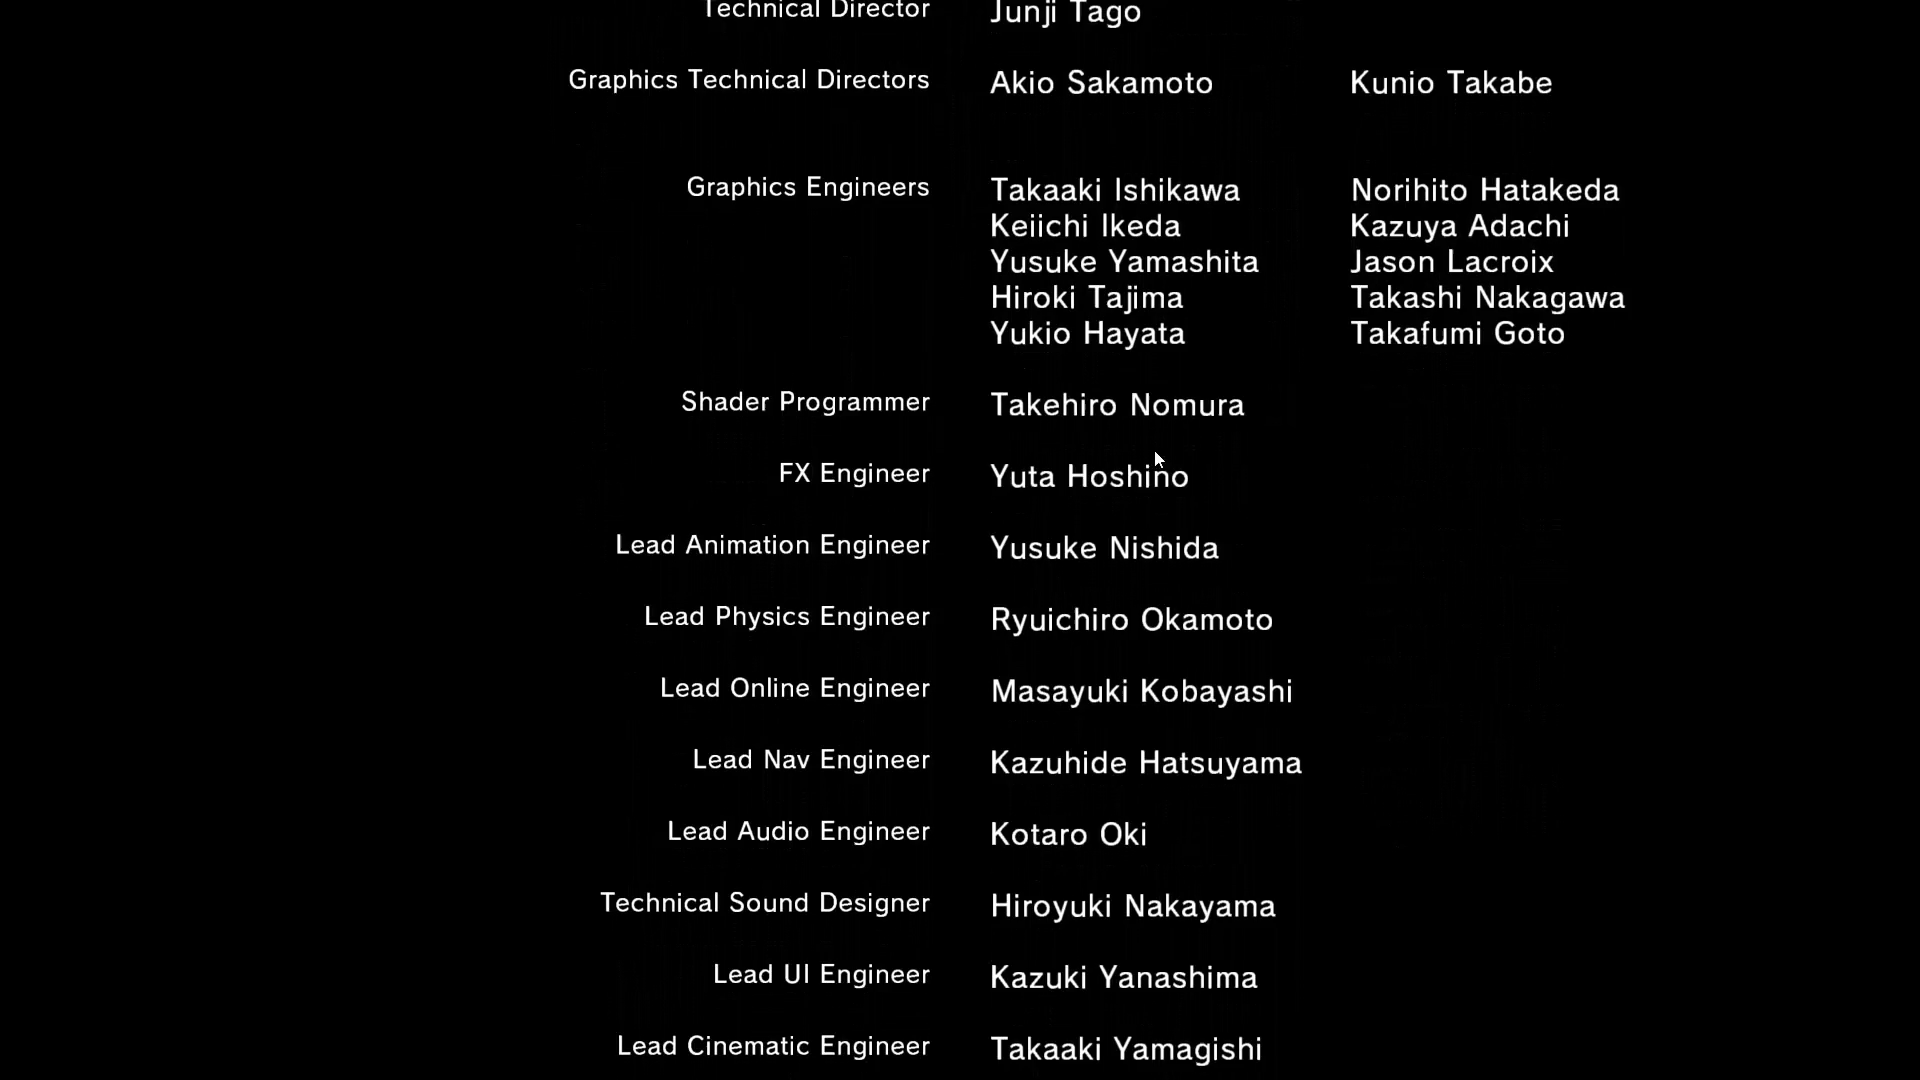 Technical Director Junji Tago
Graphics Technical Directors Akio Sakamoto Kunio Takabe
Graphics Engineers Takaaki Ishikawa Norihito Hatakeda
Keiichi Ikeda Kazuya Adachi
Yusuke Yamashita Jason Lacroix
Hiroki Tajima Takashi Nakagawa
Yukio Hayata Takafumi Goto
Shader Programmer Takehiro Nomura
FX Engineer Yuta Hoshino
Lead Animation Engineer Yusuke Nishida
Lead Physics Engineer Ryuichiro Okamoto
Lead Online Engineer Masayuki Kobayashi
Lead Nav Engineer Kazuhide Hatsuyama
Lead Audio Engineer Kotaro Oki
Technical Sound Designer Hiroyuki Nakayama
Lead UI Engineer Kazuki Yanashima
Lead Cinematic Engineer Takaaki Yamagishi